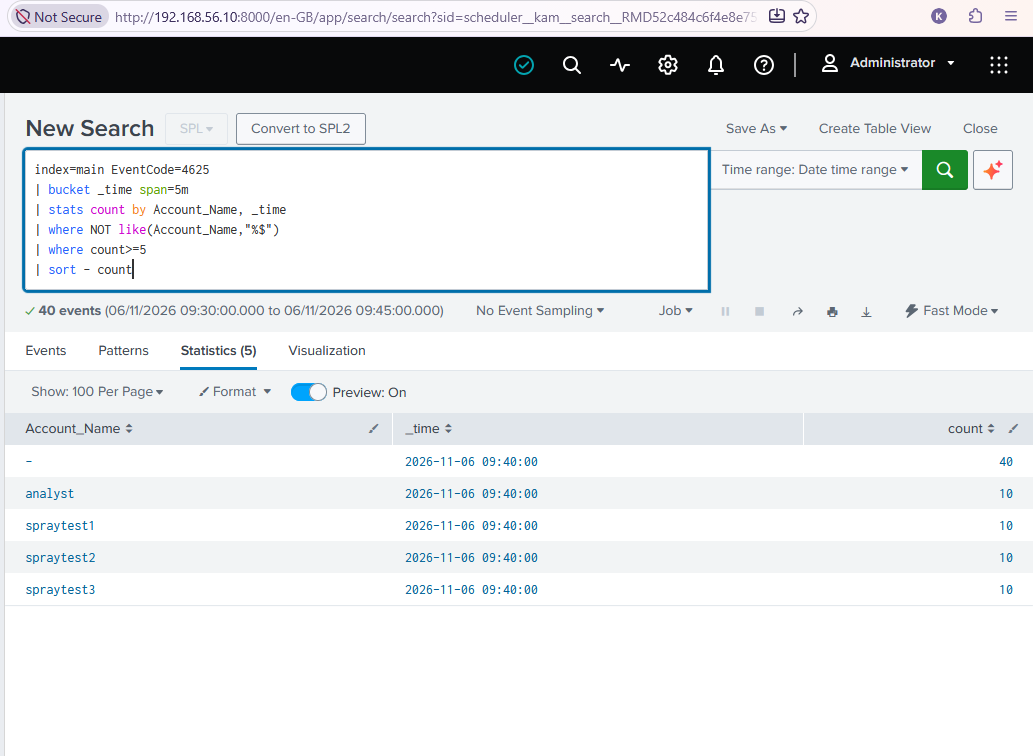 Not Secure http://192.168.56.10:8000/en-GB/app/search/search?sid=scheduler__kam__search__RMD52c484c6f4e8e75 K
Administrator
New Search SPL Convert to SPL2 Save As Create Table View Close
index=main EventCode=4625
| bucket _time span=5m
| stats count by Account_Name, _time
| where NOT like(Account_Name,"%$")
| where count>=5
| sort - count
Time range: Date time range
40 events (06/11/2026 09:30:00.000 to 06/11/2026 09:45:00.000) No Event Sampling Job Fast Mode
Events Patterns Statistics (5) Visualization
Show: 100 Per Page Format Preview: On
Account_Name _time count
- 2026-11-06 09:40:00 40
analyst 2026-11-06 09:40:00 10
spraytest1 2026-11-06 09:40:00 10
spraytest2 2026-11-06 09:40:00 10
spraytest3 2026-11-06 09:40:00 10